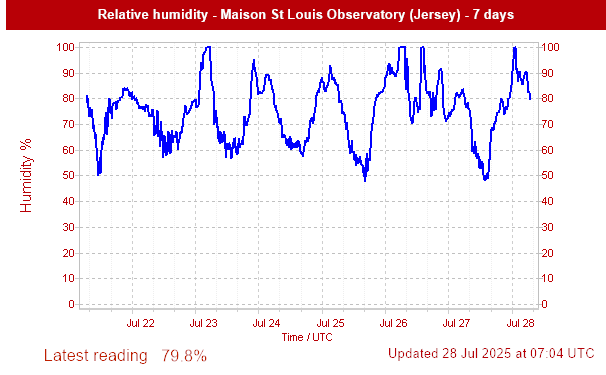 Relative humidity - Maison St Louis Observatory (Jersey) - 7 days
100 100
90 90
80 80
70 70
60 60
50 50
40 40
30 30
20 20
10 10
0 0
Humidity %
Jul 22 Jul 23 Jul 24 Jul 25 Jul 26 Jul 27 Jul 28
Time / UTC
Latest reading 79.8%
Updated 28 Jul 2025 at 07:04 UTC